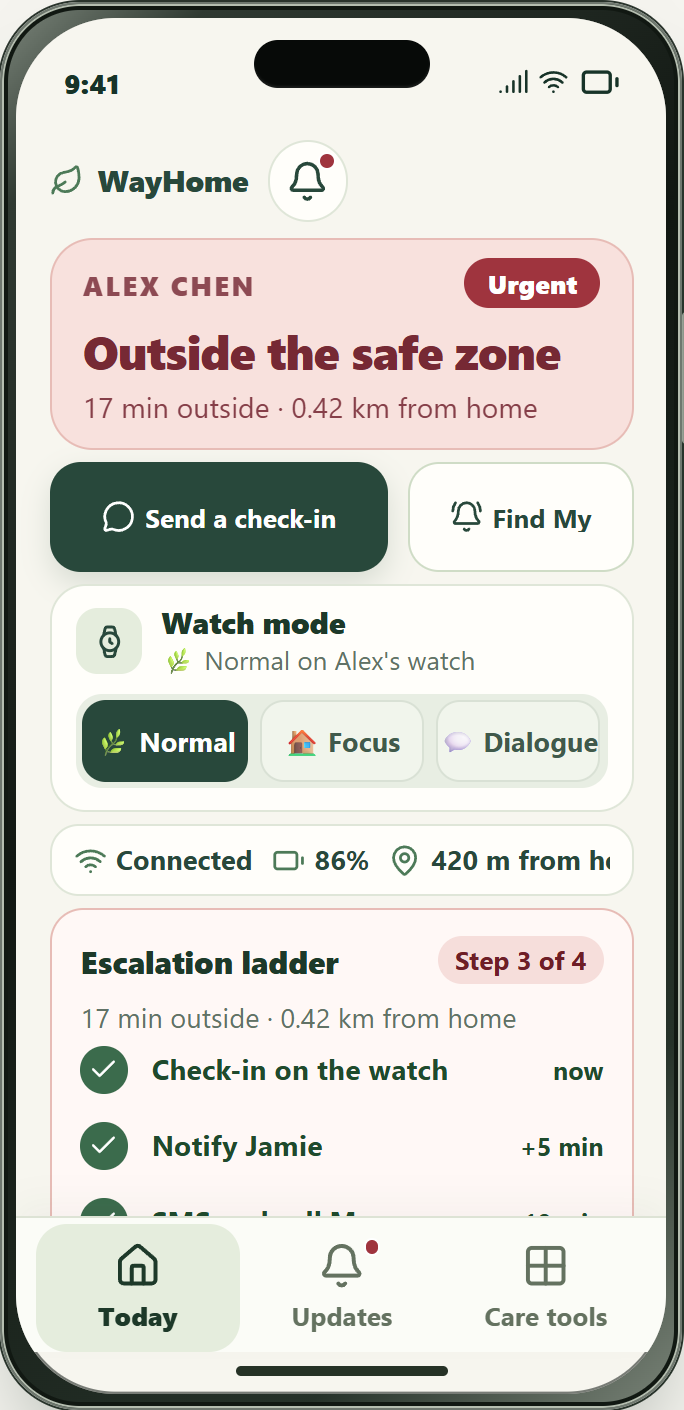 9:41
WayHome
ALEX CHEN
Urgent
Outside the safe zone
17 min outside · 0.42 km from home
Send a check-in
Find My
Watch mode
🌿 Normal on Alex's watch
🌿 Normal
🏠 Focus
💬 Dialogue
Connected
86%
420 m from
Escalation ladder
Step 3 of 4
17 min outside · 0.42 km from home
Check-in on the watch
now
Notify Jamie
+5 min
Today
Updates
Care tools